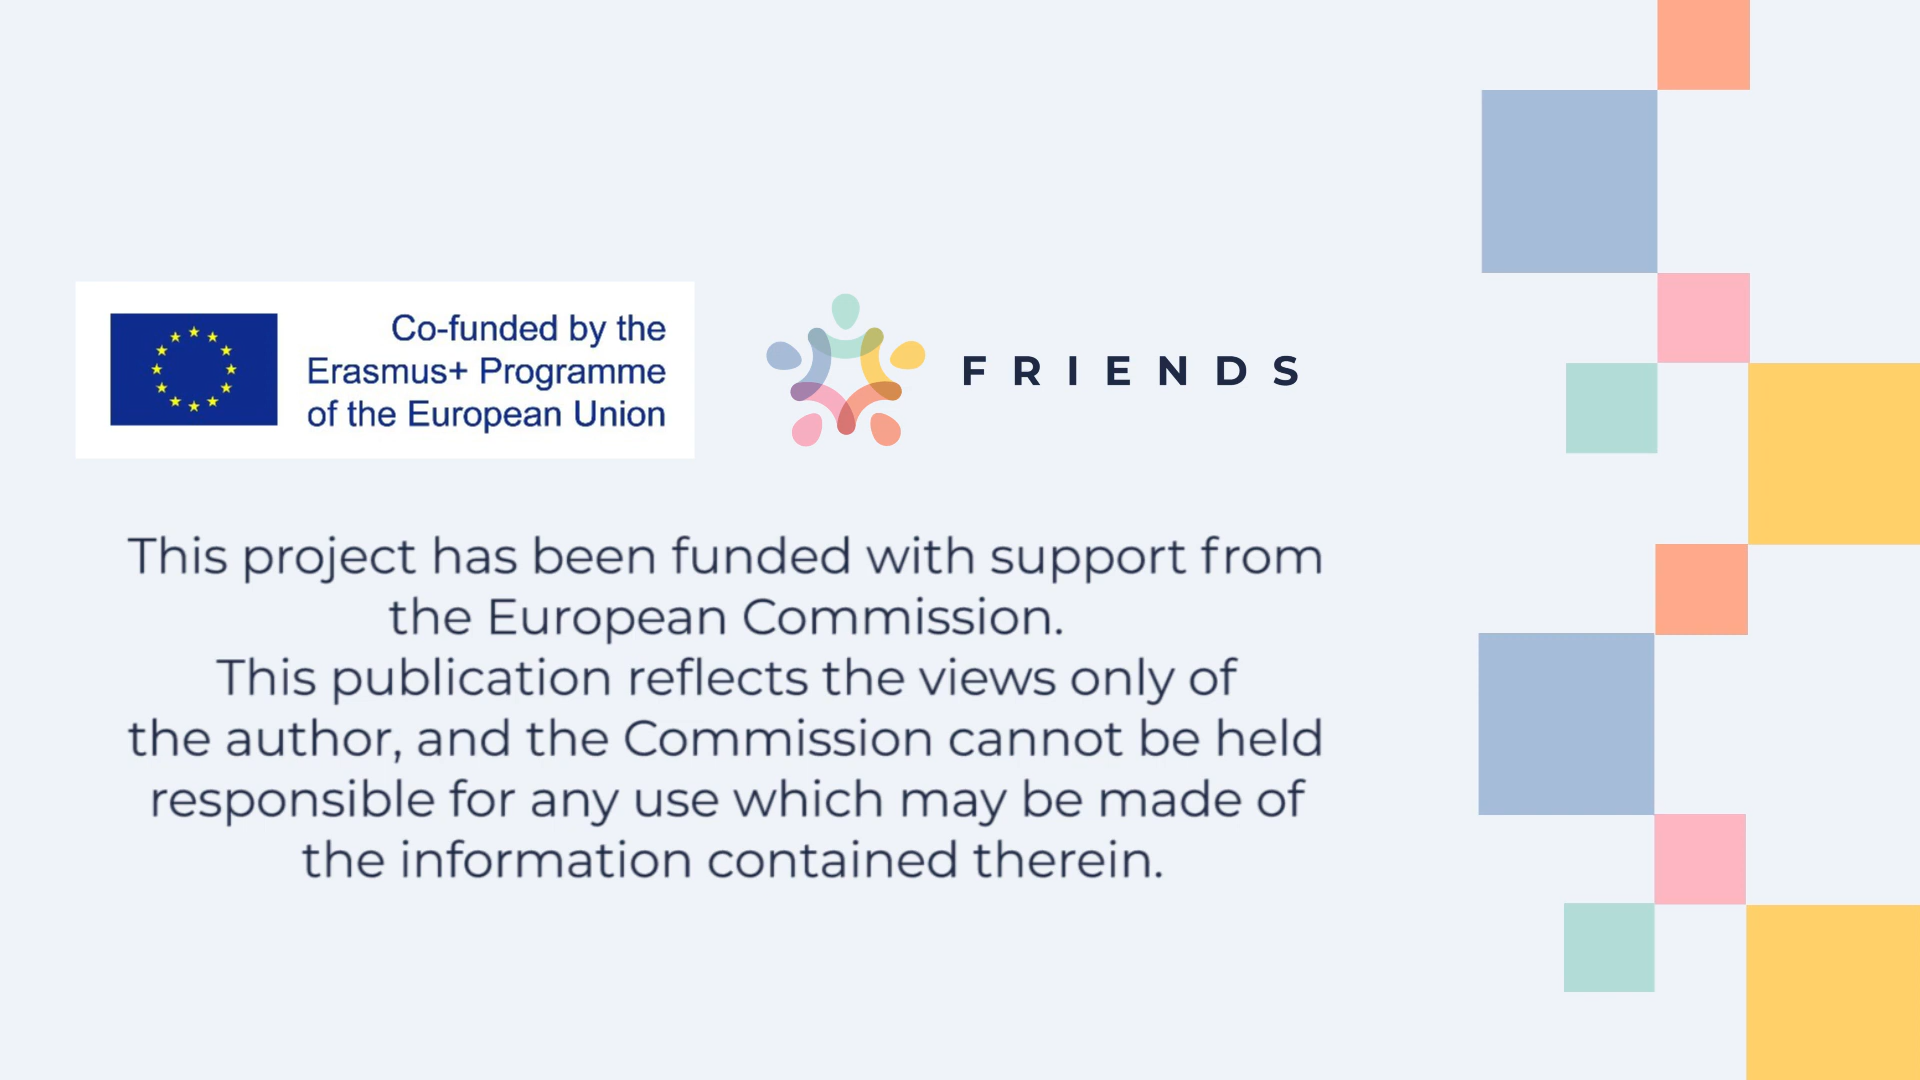 Co-funded by the
Erasmus+ Programme
of the European Union
FRIENDS
This project has been funded with support from
the European Commission.
This publication reflects the views only of
the author, and the Commission cannot be held
responsible for any use which may be made of
the information contained therein.